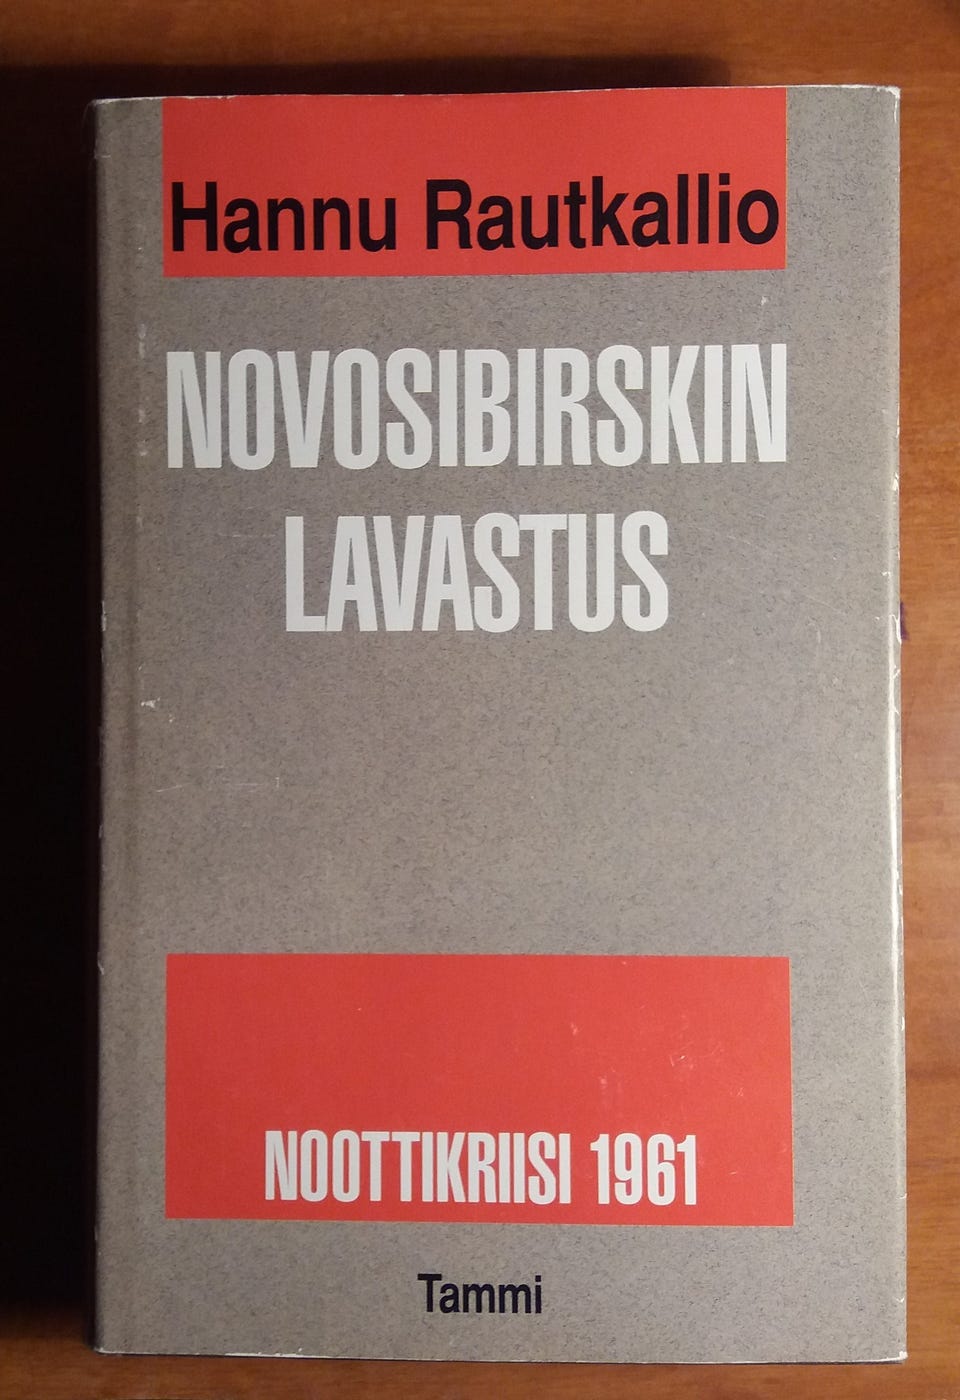 Hannu Rautkallio
NOVOSIBIRSKIN
LAVASTUS
NOOTTIKRIISI 1961
Tammi